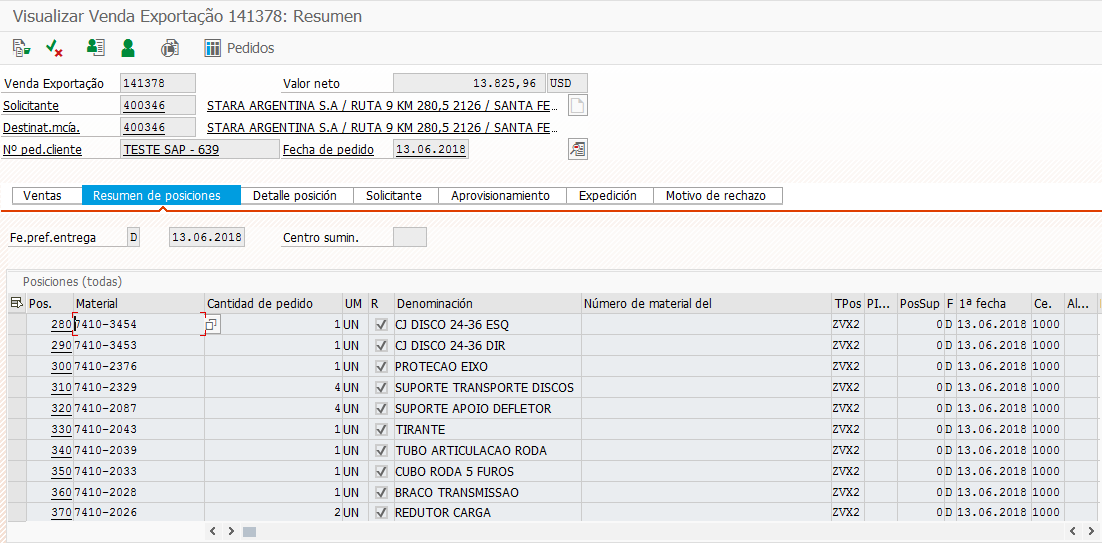 Visualizar Venda Exportação 141378: Resumen
Pedidos
Venda Exportação 141378 Valor neto 13.825,96 USD
Solicitante 400346 STARA ARGENTINA S.A / RUTA 9 KM 280,5 2126 / SANTA FE...
Destinat.mcía. 400346 STARA ARGENTINA S.A / RUTA 9 KM 280,5 2126 / SANTA FE...
Nº ped.cliente TESTE SAP - 639 Fecha de pedido 13.06.2018
Ventas Resumen de posiciones Detalle posición Solicitante Aprovisionamiento Expedición Motivo de rechazo
Fe.pref.entrega D 13.06.2018 Centro sumin.
Posiciones (todas)
Pos. Material Cantidad de pedido UM R Denominación Número de material del TPos PI... PosSup F 1ª fecha Ce. Al...
280 7410-3454 1 UN CJ DISCO 24-36 ESQ ZVX2 0 D 13.06.2018 1000
290 7410-3453 1 UN CJ DISCO 24-36 DIR ZVX2 0 D 13.06.2018 1000
300 7410-2376 1 UN PROTECAO EIXO ZVX2 0 D 13.06.2018 1000
310 7410-2329 4 UN SUPORTE TRANSPORTE DISCOS ZVX2 0 D 13.06.2018 1000
320 7410-2087 4 UN SUPORTE APOIO DEFLETOR ZVX2 0 D 13.06.2018 1000
330 7410-2043 1 UN TIRANTE ZVX2 0 D 13.06.2018 1000
340 7410-2039 1 UN TUBO ARTICULACAO RODA ZVX2 0 D 13.06.2018 1000
350 7410-2033 1 UN CUBO RODA 5 FUROS ZVX2 0 D 13.06.2018 1000
360 7410-2028 1 UN BRACO TRANSMISSAO ZVX2 0 D 13.06.2018 1000
370 7410-2026 2 UN REDUTOR CARGA ZVX2 0 D 13.06.2018 1000